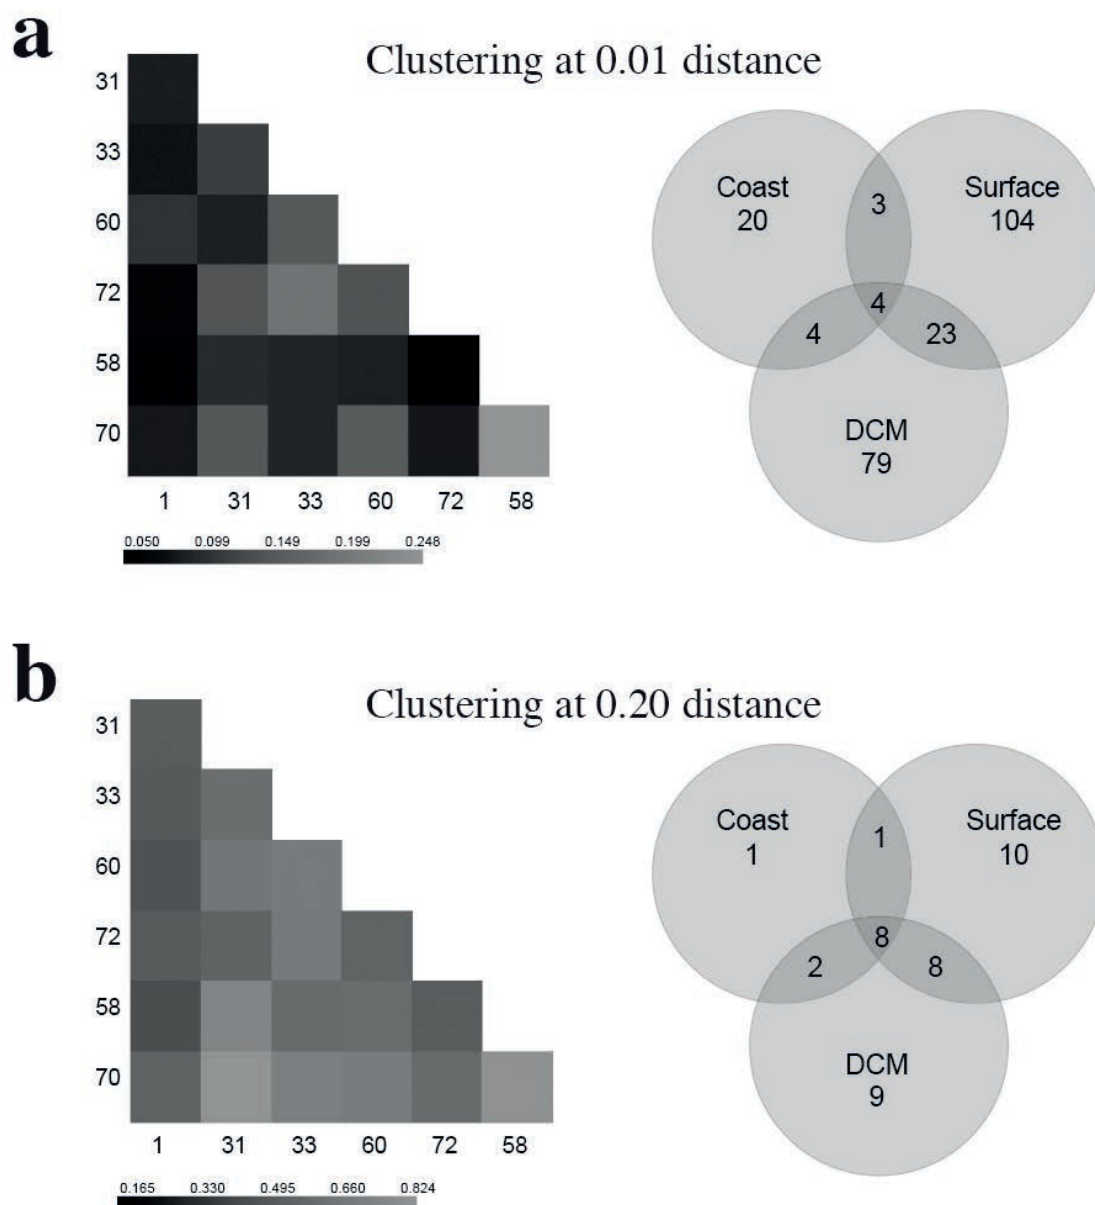 a
Clustering at 0.01 distance
31
33
60
72
58
70
1 31 33 60 72 58
0.050 0.099 0.149 0.199 0.248
Coast
20
3
Surface
104
4
4
23
DCM
79
b
Clustering at 0.20 distance
31
33
60
72
58
70
1 31 33 60 72 58
0.165 0.330 0.495 0.660 0.824
Coast
1
1
Surface
10
8
2
8
DCM
9